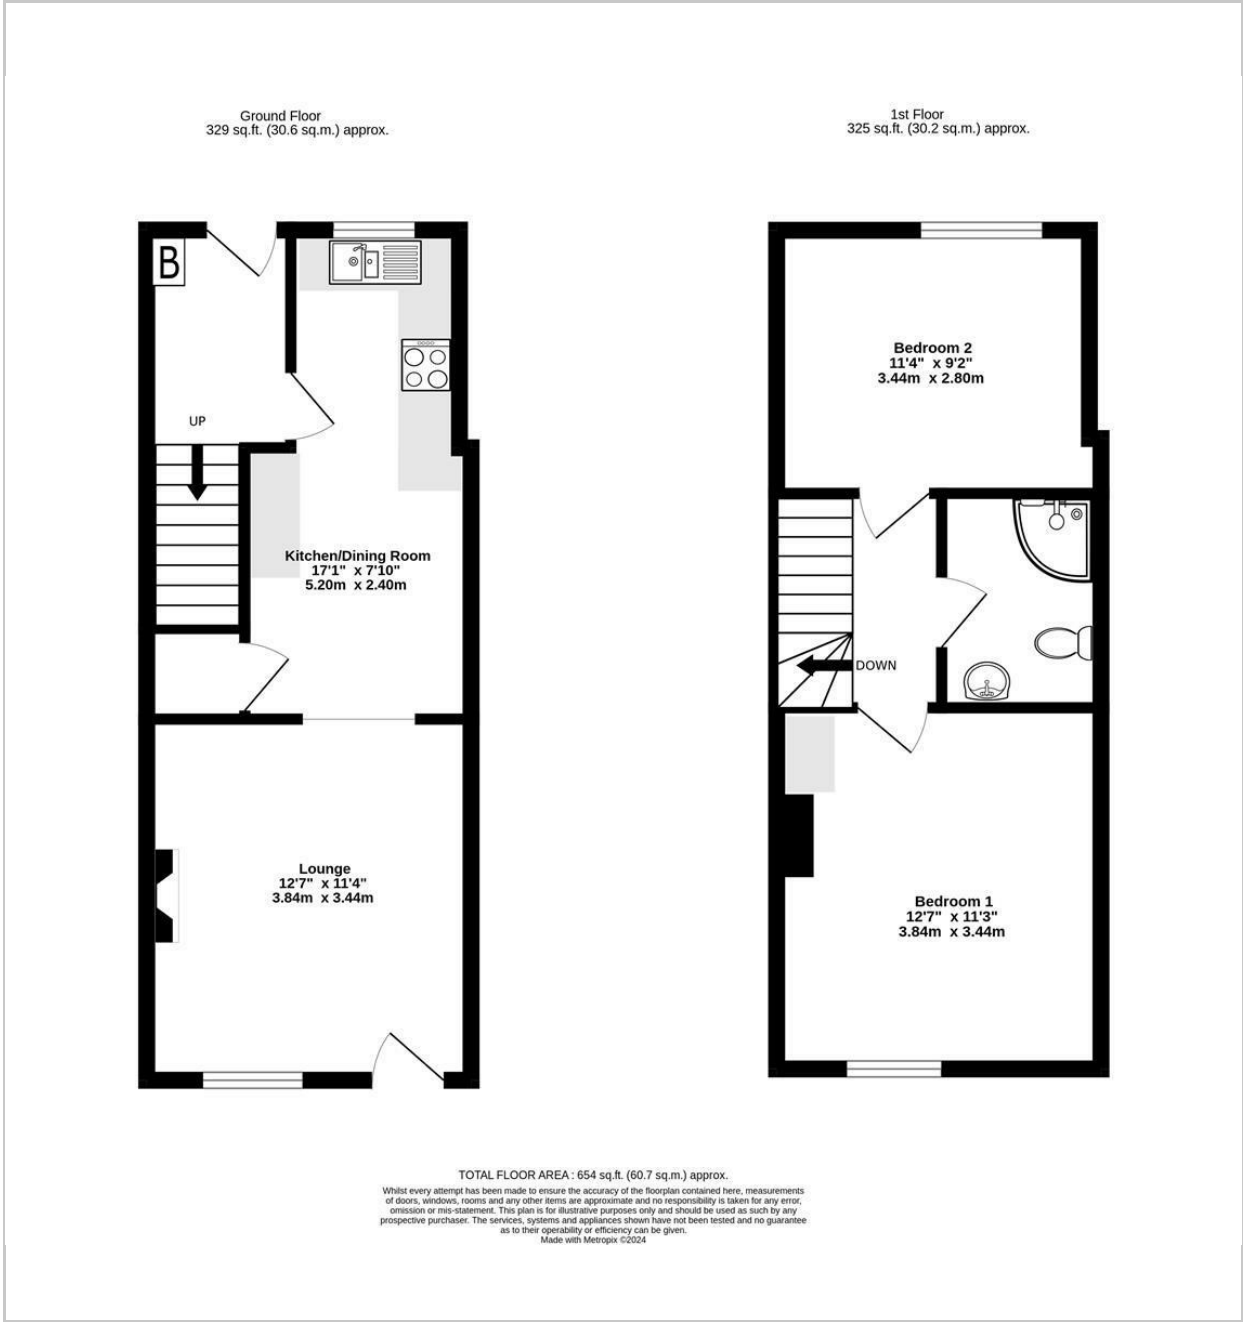 Ground Floor
329 sq.ft. (30.6 sq.m.) approx.
1st Floor
325 sq.ft. (30.2 sq.m.) approx.
B
UP
Kitchen/Dining Room
17'1" x 7'10"
5.20m x 2.40m
Lounge
12'7" x 11'4"
3.84m x 3.44m
Bedroom 2
11'4" x 9'2"
3.44m x 2.80m
DOWN
Bedroom 1
12'7" x 11'3"
3.84m x 3.44m
TOTAL FLOOR AREA : 654 sq.ft. (60.7 sq.m.) approx.
Whilst every attempt has been made to ensure the accuracy of the floorplan contained here, measurements
of doors, windows, rooms and any other items are approximate and no responsibility is taken for any error,
omission or mis-statement. This plan is for illustrative purposes only and should be used as such by any
prospective purchaser. The services, systems and appliances shown have not been tested and no guarantee
as to their operability or efficiency can be given.
Made with Metropix ©2024